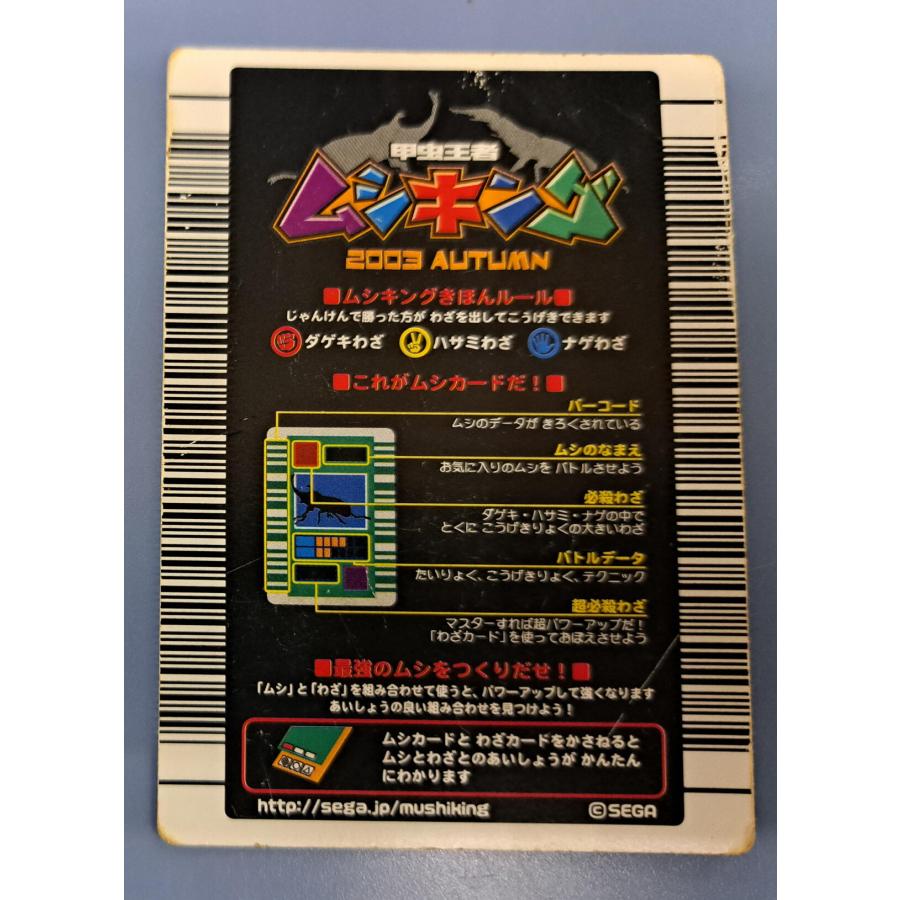 甲虫王者
ムシキング
2003 AUTUMN
■ムシキングきほんルール■
じゃんけんで勝った方が わざを出してこうげきできます
ダゲキわざ ハサミわざ ナゲわざ
■これがムシカードだ！■
バーコード
ムシのデータが きろくされている
ムシのなまえ
お気に入りのムシを バトルさせよう
必殺わざ
ダゲキ・ハサミ・ナゲの中で
とくに こうげきりょくの大きいわざ
バトルデータ
たいりょく、こうげきりょく、テクニック
超必殺わざ
マスターすれば超パワーアップだ！
「わざカード」を使っておぼえさせよう
■最強のムシをつくりだせ！■
「ムシ」と「わざ」を組み合わせて使うと、パワーアップして強くなります
あいしょうの良い組み合わせを見つけよう！
ムシカードと わざカードをかさねると
ムシとわざとのあいしょうが かんたん
にわかります
http://sega.jp/mushiking ©SEGA